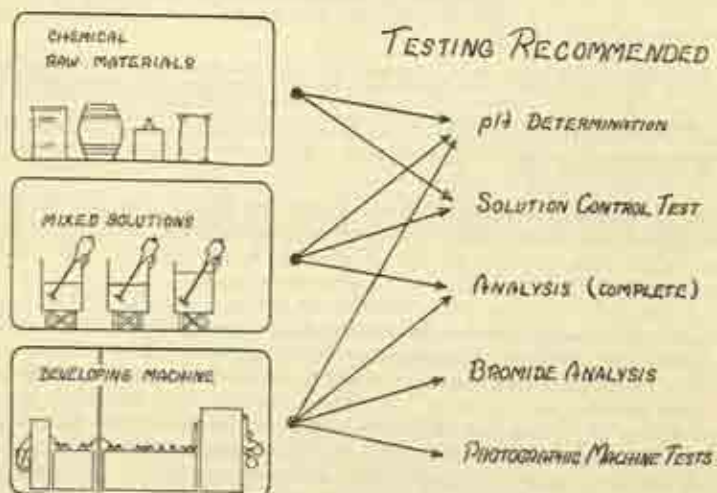 CHEMICAL
RAW MATERIALS
TESTING RECOMMENDED
pH DETERMINATION
MIXED SOLUTIONS
SOLUTION CONTROL TEST
ANALYSIS (COMPLETE)
DEVELOPING MACHINE
BROMIDE ANALYSIS
PHOTOGRAPHIC MACHINE TESTS